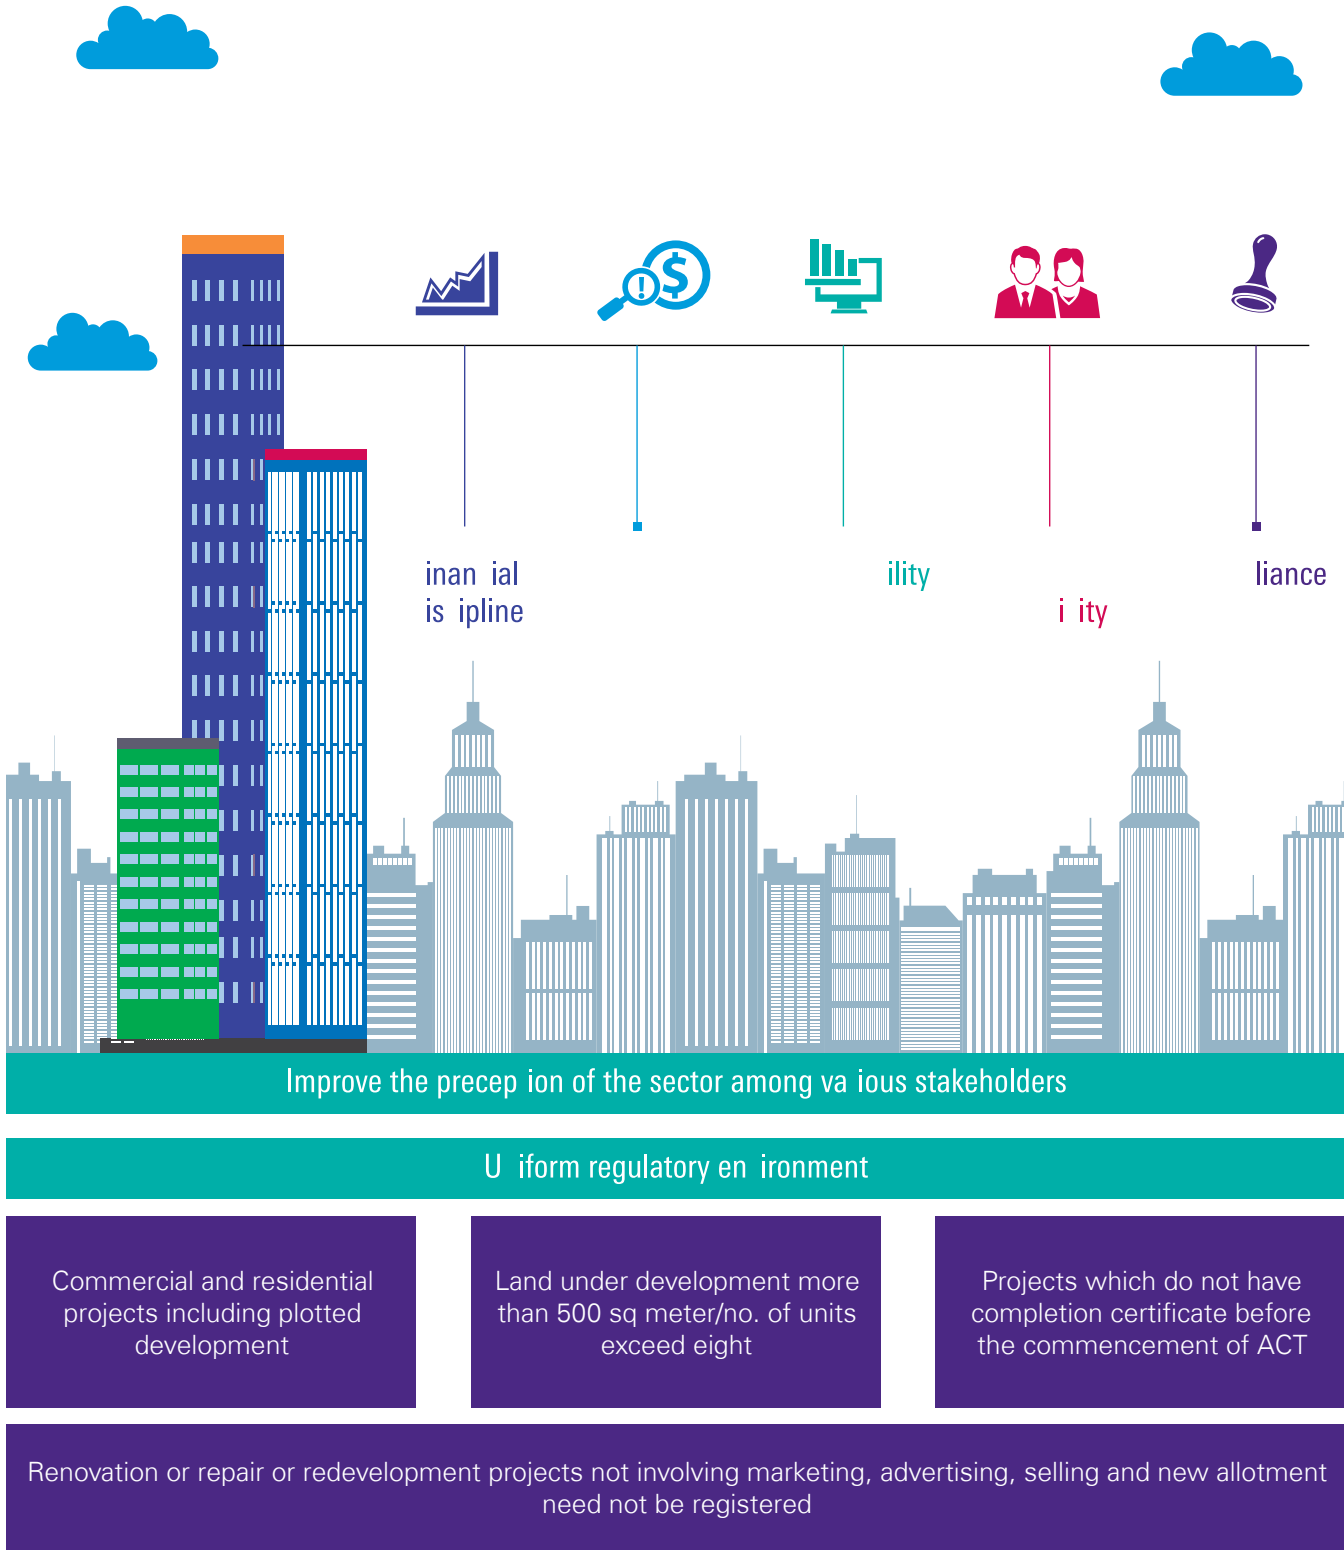 inan ial
is ipline
ility
i ity
liance
Improve the precep ion of the sector among va ious stakeholders
U iform regulatory en ironment
Commercial and residential
projects including plotted
development
Land under development more
than 500 sq meter/no. of units
exceed eight
Projects which do not have
completion certificate before
the commencement of ACT
Renovation or repair or redevelopment projects not involving marketing, advertising, selling and new allotment
need not be registered